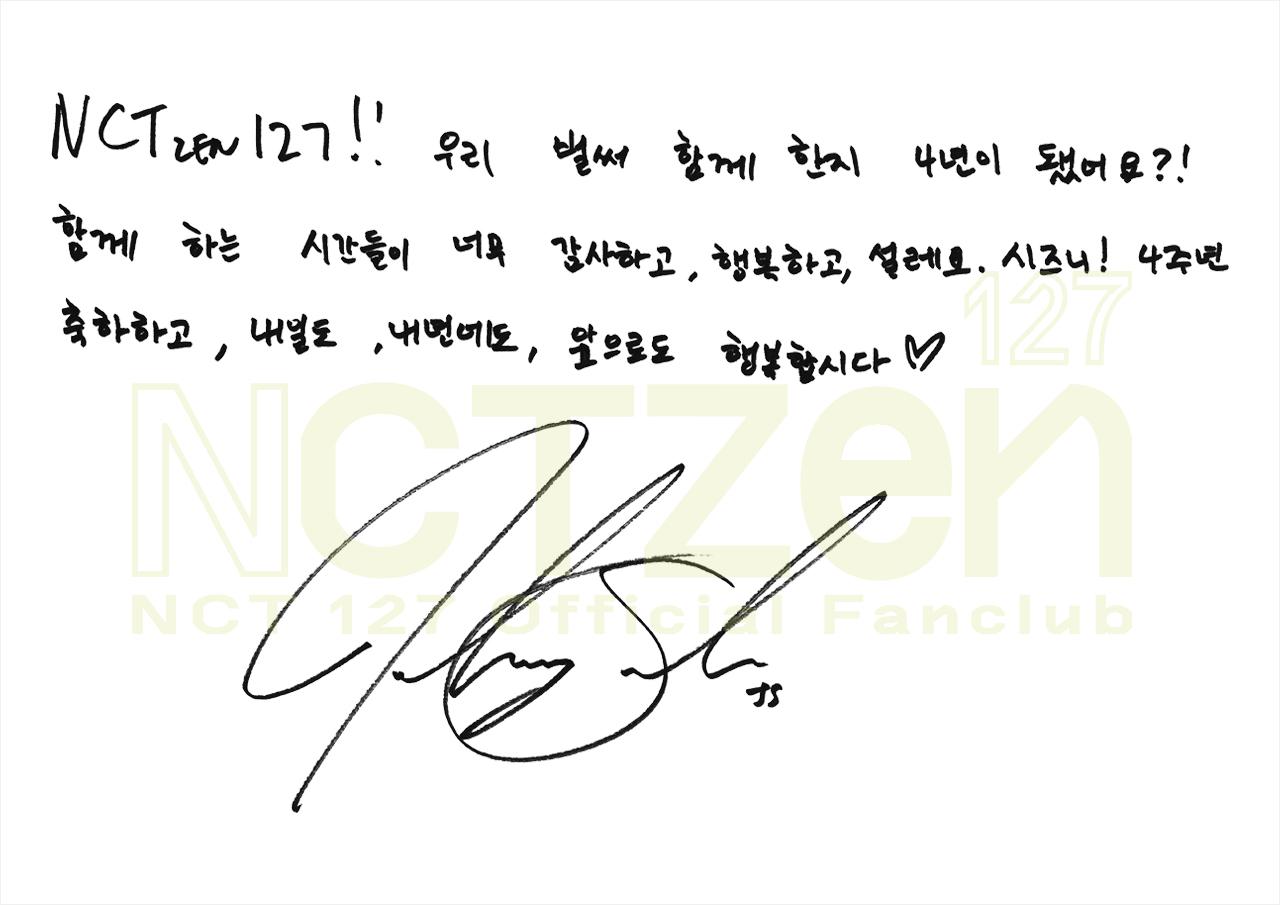 NCTZEN 127!! 우리 벌써 함께 한지 4년이 됐어요?!
함께 하는 시간들이 너무 감사하고, 행복하고, 설레요. 시즈니! 4주년
축하하고, 내일도, 내년에도, 앞으로도 행복합시다♡
127
NCTZEN
NCT 127 Official Fanclub
JS